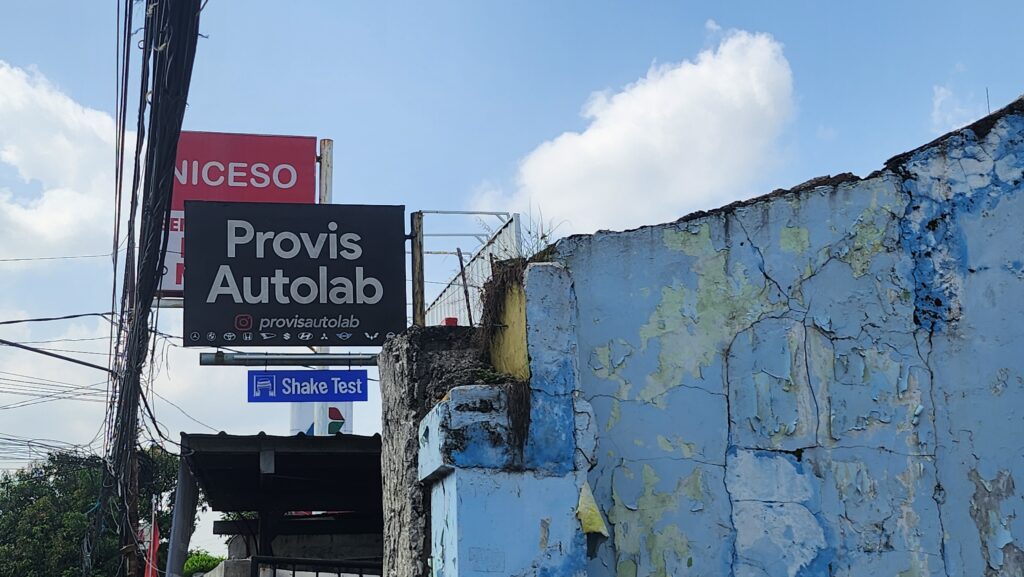 NICESO
Provis
Autolab
provisautolab
Shake Test